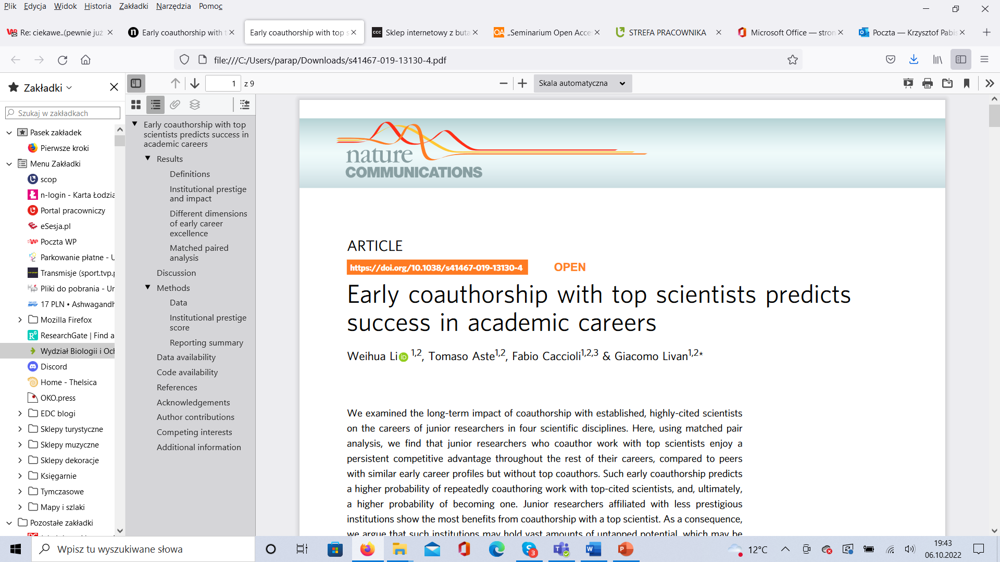 Plik Edycja Widok Historia Zakładki Narzędzia Pomoc
Re: ciekawe..(pewnie już
Early coauthorship with t
Early coauthorship with top s
Sklep internetowy z buta
„Seminarium Open Acce
STREFA PRACOWNIKA
Microsoft Office — stron
Poczta — Krzysztof Pabis
file:///C:/Users/parap/Downloads/s41467-019-13130-4.pdf
Zakładki
1 z 9
Skala automatyczna
Szukaj w zakładkach
Pasek zakładek
Pierwsze kroki
Menu Zakładki
scop
n-login - Karta Łodzia
Portal pracowniczy
eSesja.pl
Poczta WP
Parkowanie płatne - U
Transmisje (sport.tvp.p
Pliki do pobrania - Un
17 PLN • Ashwagandh
Mozilla Firefox
ResearchGate | Find a
Wydział Biologii i Och
Discord
Home - Thelsica
OKO.press
EDC blogi
Sklepy turystyczne
Sklepy muzyczne
Sklepy dekoracje
Księgarnie
Tymczasowe
Mapy i szlaki
Pozostałe zakładki
Early coauthorship with top
scientists predicts success in
academic careers
Results
Definitions
Institutional prestige
and impact
Different dimensions
of early career
excellence
Matched paired
analysis
Discussion
Methods
Data
Institutional prestige
score
Reporting summary
Data availability
Code availability
References
Acknowledgements
Author contributions
Competing interests
Additional information
nature
COMMUNICATIONS
ARTICLE
https://doi.org/10.1038/s41467-019-13130-4 OPEN
Early coauthorship with top scientists predicts
success in academic careers
Weihua Li 1,2, Tomaso Aste1,2, Fabio Caccioli1,2,3 & Giacomo Livan1,2*
We examined the long-term impact of coauthorship with established, highly-cited scientists
on the careers of junior researchers in four scientific disciplines. Here, using matched pair
analysis, we find that junior researchers who coauthor work with top scientists enjoy a
persistent competitive advantage throughout the rest of their careers, compared to peers
with similar early career profiles but without top coauthors. Such early coauthorship predicts
a higher probability of repeatedly coauthoring work with top-cited scientists, and, ultimately,
a higher probability of becoming one. Junior researchers affiliated with less prestigious
institutions show the most benefits from coauthorship with a top scientist. As a consequence,
we argue that such institutions may hold vast amounts of untapped potential, which may be
Wpisz tu wyszukiwane słowa
3
12°C
19:43
06.10.2022